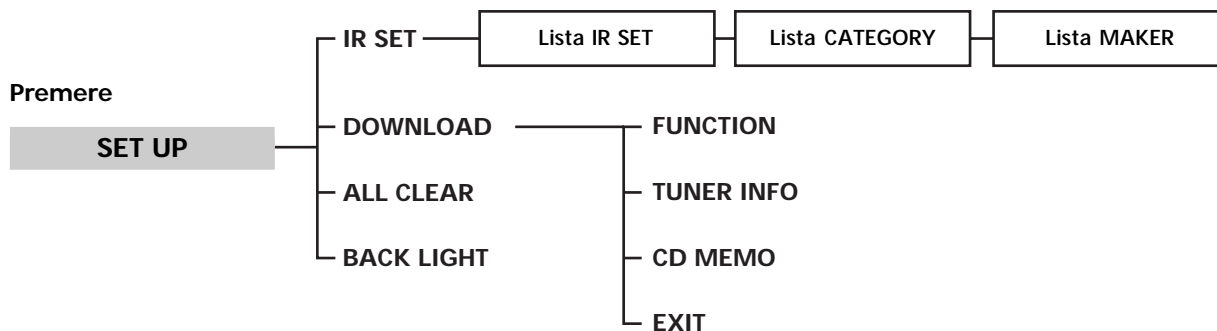 IR SET
Lista IR SET
Lista CATEGORY
Lista MAKER
Premere
SET UP
DOWNLOAD
FUNCTION
ALL CLEAR
TUNER INFO
BACK LIGHT
CD MEMO
EXIT